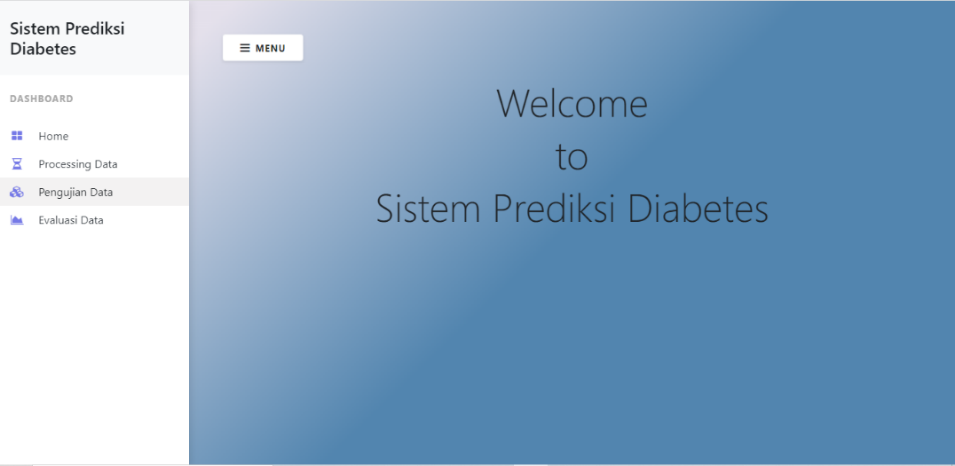 Sistem Prediksi
Diabetes
DASHBOARD
Home
Processing Data
Pengujian Data
Evaluasi Data
MENU
Welcome
to
Sistem Prediksi Diabetes